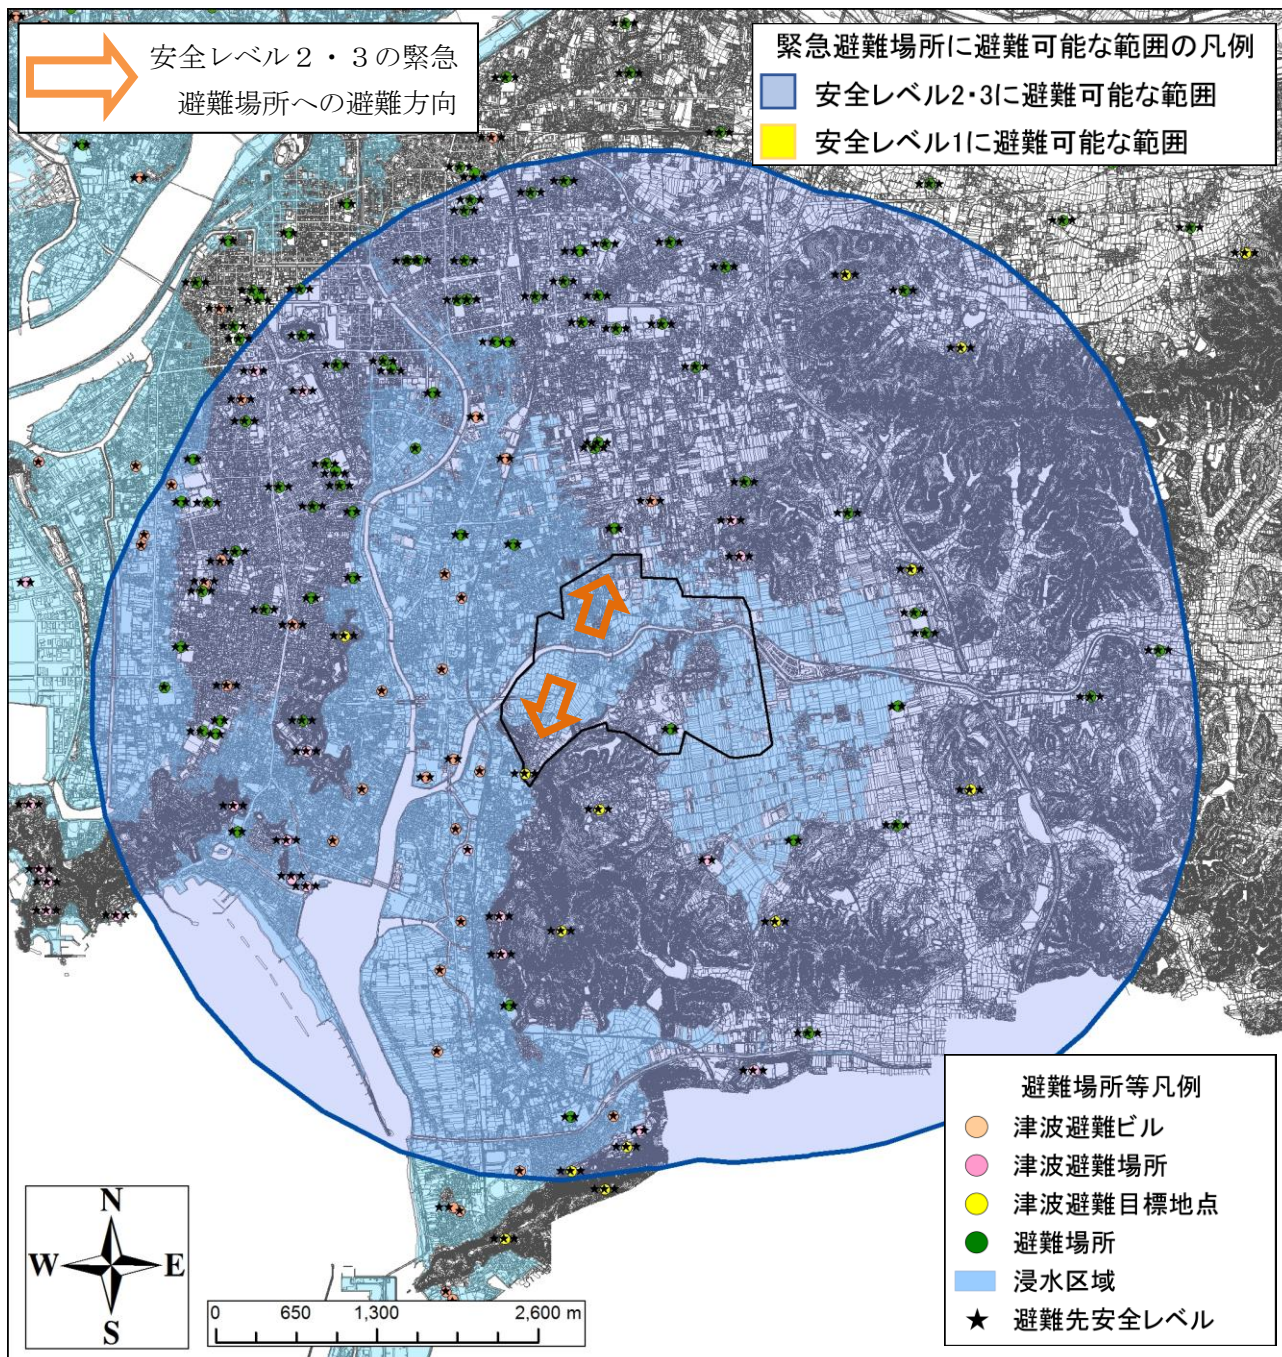 安全レベル２・３の緊急
避難場所への避難方向
緊急避難場所に避難可能な範囲の凡例
安全レベル2・3に避難可能な範囲
安全レベル1に避難可能な範囲
避難場所等凡例
津波避難ビル
津波避難場所
津波避難目標地点
避難場所
浸水区域
★ 避難先安全レベル
N
W E
S
0 650 1,300 2,600 m